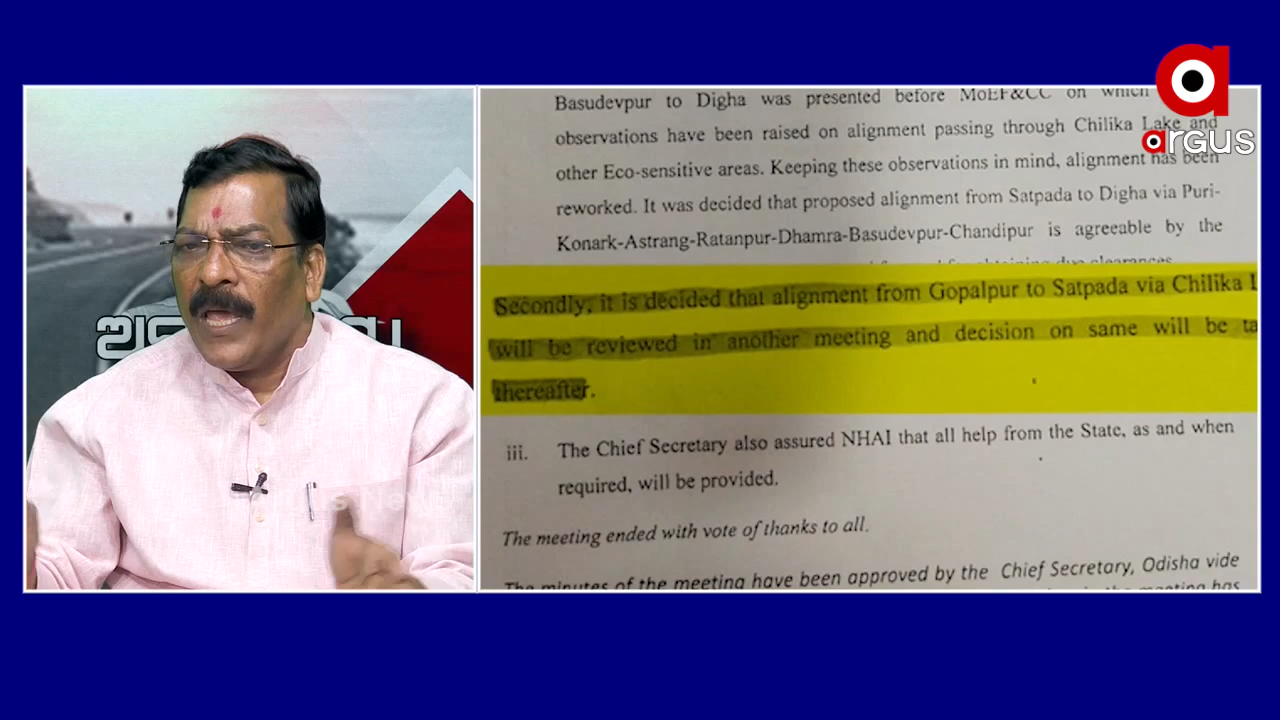 argus
Basudevpur to Digha was presented before MoEF&CC on which
observations have been raised on alignment passing through Chilika Lake and
other Eco-sensitive areas. Keeping these observations in mind, alignment has been
reworked. It was decided that proposed alignment from Satpada to Digha via Puri-
Konark-Astrang-Ratanpur-Dhamra-Basudevpur-Chandipur is agreeable by the
Secondly, it is decided that alignment from Gopalpur to Satpada via Chilika L
will be reviewed in another meeting and decision on same will be ta
thereafter.
iii. The Chief Secretary also assured NHAI that all help from the State, as and when
required, will be provided.
The meeting ended with vote of thanks to all.
The minutes of the meeting have been approved by the Chief Secretary, Odisha vide